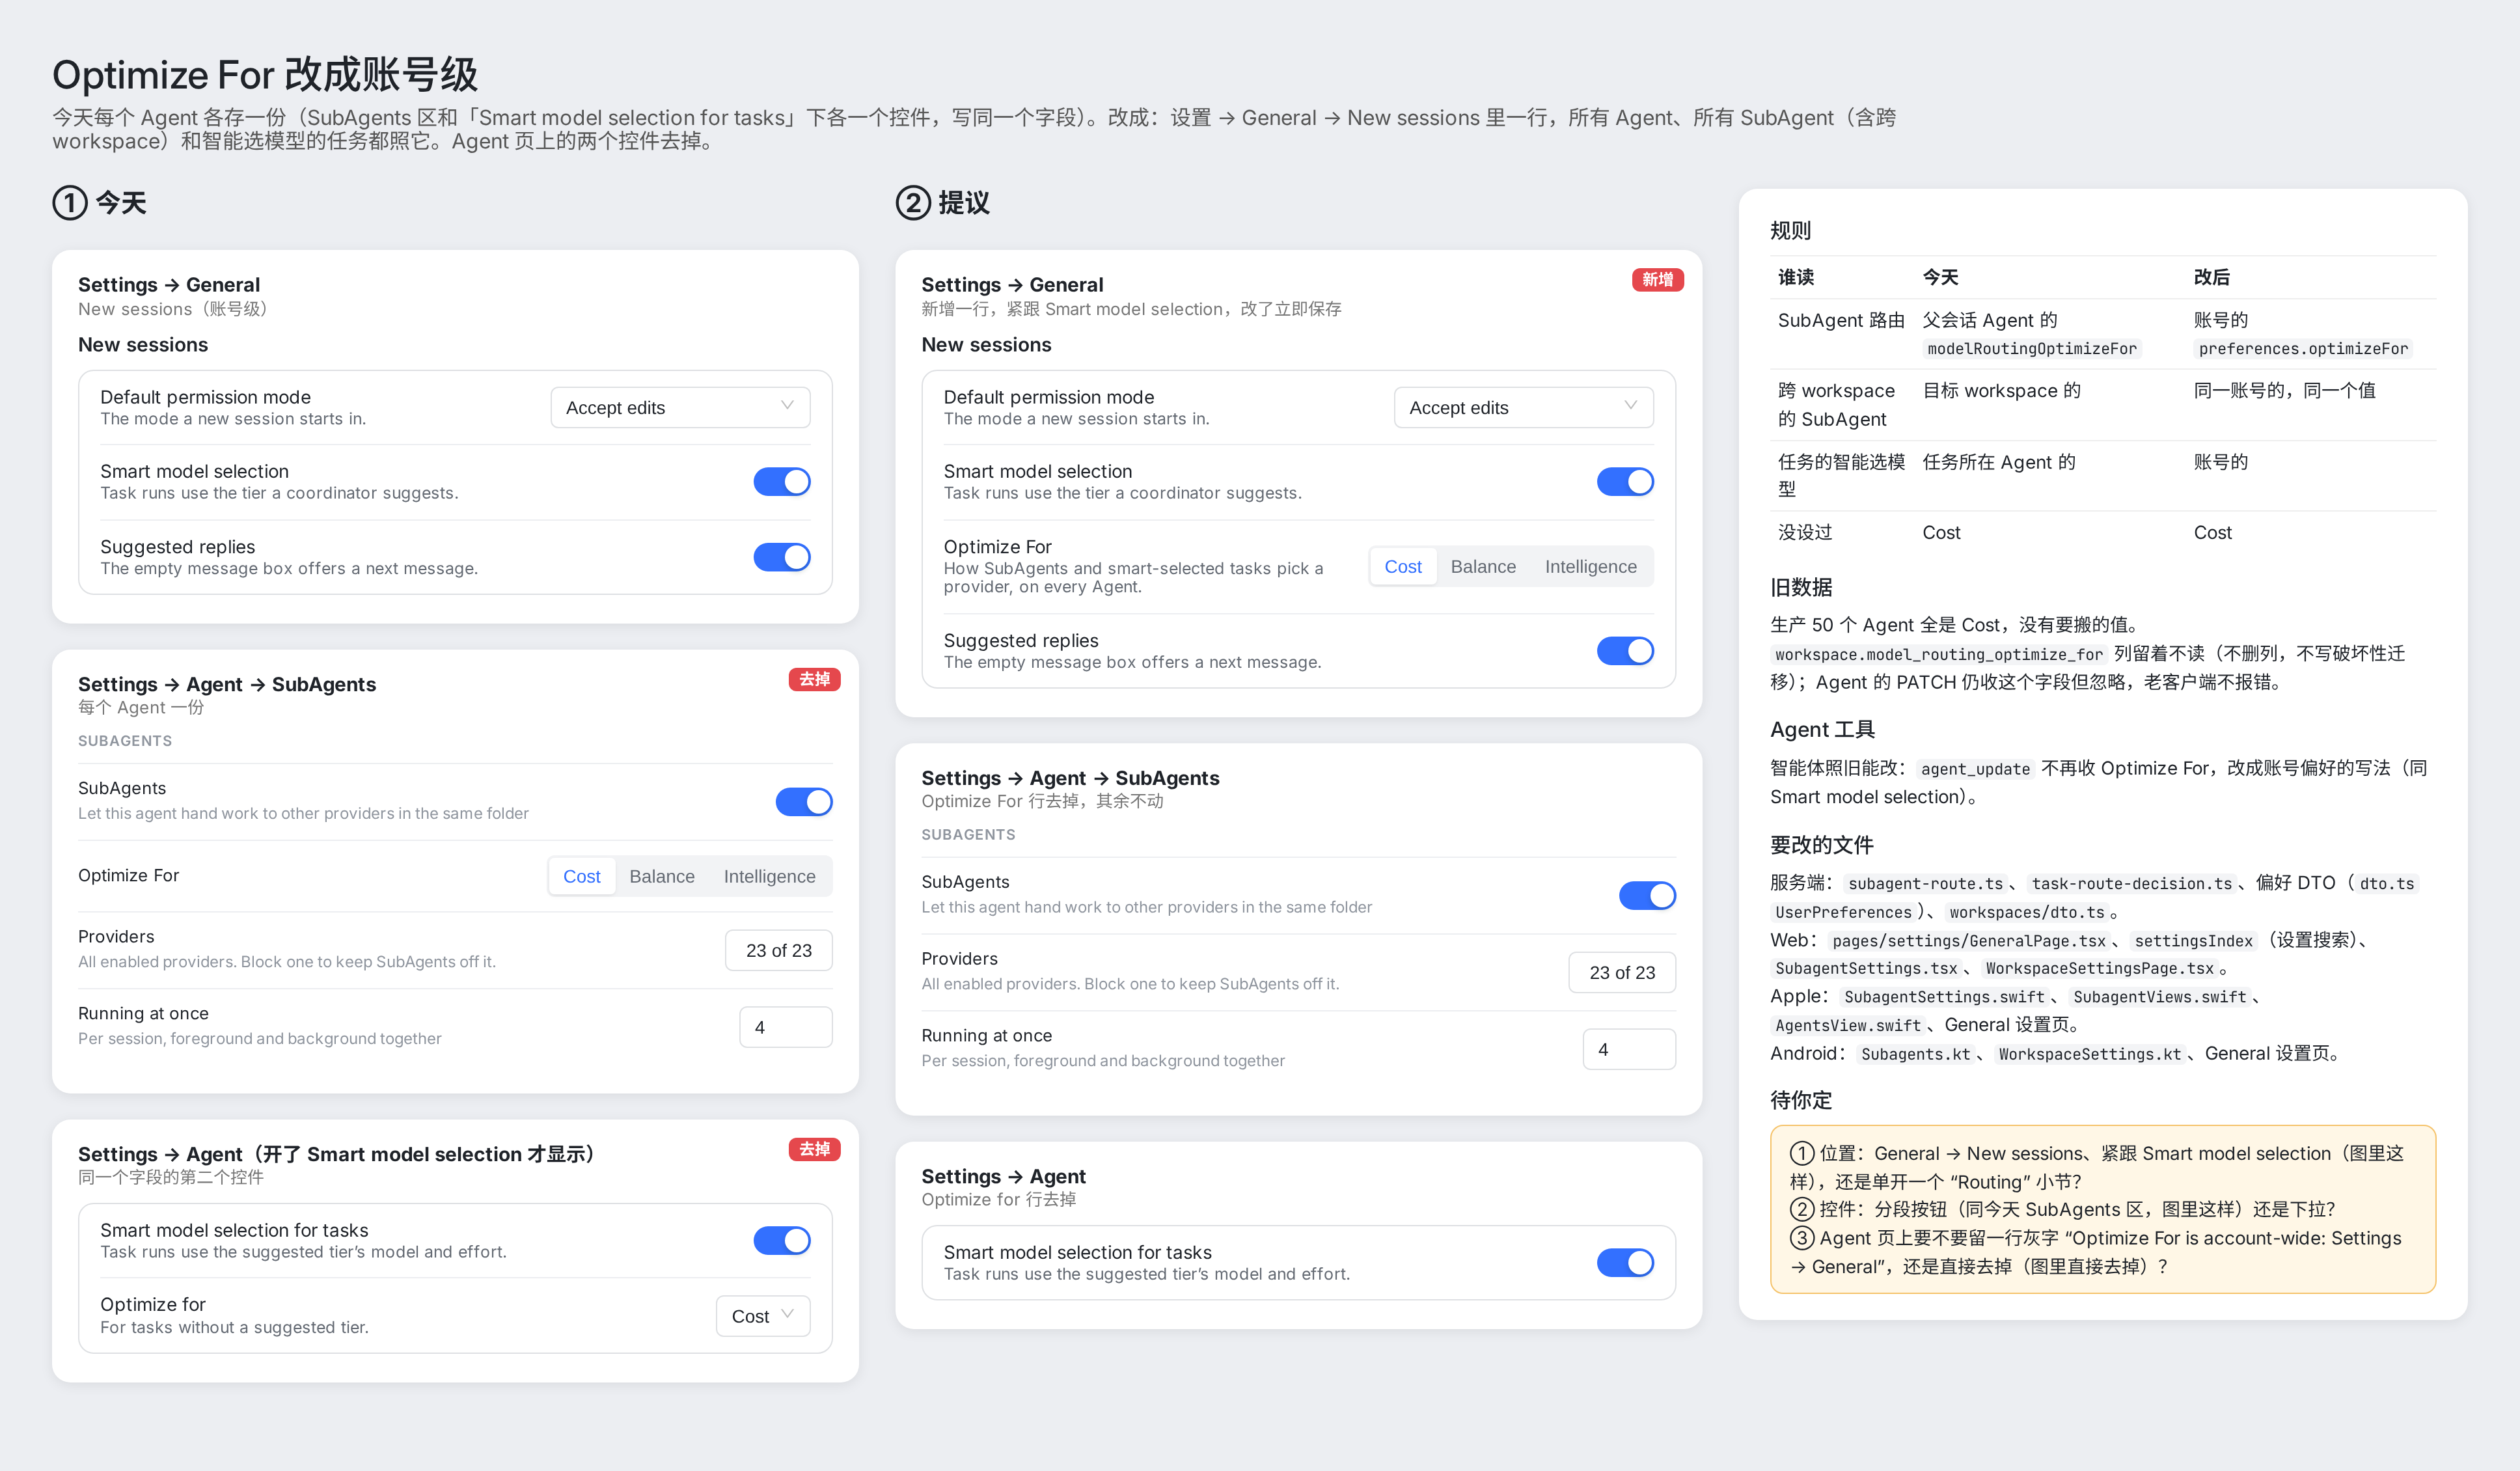 Optimize For 改成账号级
今天每个 Agent 各存一份（SubAgents 区和「Smart model selection for tasks」下各一个控件，写同一个字段）。改成：设置 → General → New sessions 里一行，所有 Agent、所有 SubAgent（含跨
workspace）和智能选模型的任务都照它。Agent 页上的两个控件去掉。
① 今天
Settings → General
New sessions（账号级）
New sessions
Default permission mode
The mode a new session starts in.
Accept edits
Smart model selection
Task runs use the tier a coordinator suggests.
Suggested replies
The empty message box offers a next message.
Settings → Agent → SubAgents
去掉
每个 Agent 一份
SUBAGENTS
SubAgents
Let this agent hand work to other providers in the same folder
Optimize For
Cost Balance Intelligence
Providers
All enabled providers. Block one to keep SubAgents off it.
23 of 23
Running at once
Per session, foreground and background together
4
Settings → Agent（开了 Smart model selection 才显示）
去掉
同一个字段的第二个控件
Smart model selection for tasks
Task runs use the suggested tier’s model and effort.
Optimize for
For tasks without a suggested tier.
Cost
② 提议
Settings → General
新增
新增一行，紧跟 Smart model selection，改了立即保存
New sessions
Default permission mode
The mode a new session starts in.
Accept edits
Smart model selection
Task runs use the tier a coordinator suggests.
Optimize For
How SubAgents and smart-selected tasks pick a
provider, on every Agent.
Cost Balance Intelligence
Suggested replies
The empty message box offers a next message.
Settings → Agent → SubAgents
Optimize For 行去掉，其余不动
SUBAGENTS
SubAgents
Let this agent hand work to other providers in the same folder
Providers
All enabled providers. Block one to keep SubAgents off it.
23 of 23
Running at once
Per session, foreground and background together
4
Settings → Agent
Optimize for 行去掉
Smart model selection for tasks
Task runs use the suggested tier’s model and effort.
规则
谁读 今天 改后
SubAgent 路由 父会话 Agent 的 账号的
modelRoutingOptimizeFor preferences.optimizeFor
跨 workspace 目标 workspace 的 同一账号的，同一个值
的 SubAgent
任务的智能选模 任务所在 Agent 的 账号的
型
没设过 Cost Cost
旧数据
生产 50 个 Agent 全是 Cost，没有要搬的值。
workspace.model_routing_optimize_for 列留着不读（不删列，不写破坏性迁
移）；Agent 的 PATCH 仍收这个字段但忽略，老客户端不报错。
Agent 工具
智能体照旧能改：agent_update 不再收 Optimize For，改成账号偏好的写法（同
Smart model selection）。
要改的文件
服务端：subagent-route.ts、task-route-decision.ts、偏好 DTO（dto.ts
UserPreferences）、workspaces/dto.ts。
Web：pages/settings/GeneralPage.tsx、settingsIndex（设置搜索）、
SubagentSettings.tsx、WorkspaceSettingsPage.tsx。
Apple：SubagentSettings.swift、SubagentViews.swift、
AgentsView.swift、General 设置页。
Android：Subagents.kt、WorkspaceSettings.kt、General 设置页。
待你定
① 位置：General → New sessions、紧跟 Smart model selection（图里这
样），还是单开一个 “Routing” 小节？
② 控件：分段按钮（同今天 SubAgents 区，图里这样）还是下拉？
③ Agent 页上要不要留一行灰字 “Optimize For is account-wide: Settings
→ General”，还是直接去掉（图里直接去掉）？